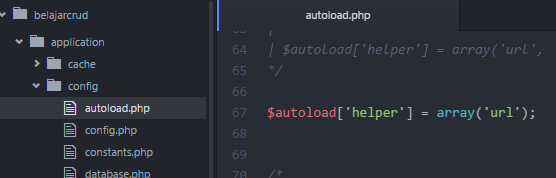 belajarcrud
application
cache
config
autoload.php
config.php
constants.php
database.php
autoload.php
64 | $autoload['helper'] = array('url',
65 */
66
67 $autoload['helper'] = array('url');
68
69
70 /*